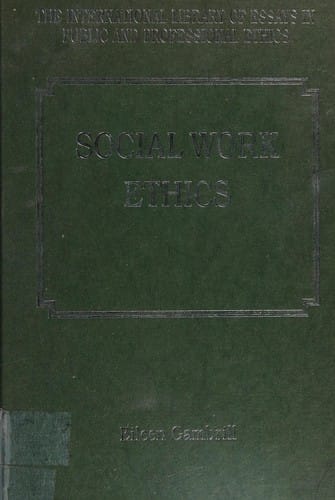 THE INTERNATIONAL LIBRARY OF ESSAYS IN
PUBLIC AND PROFESSIONAL ETHICS
SOCIAL WORK
ETHICS
Eileen Gambrill